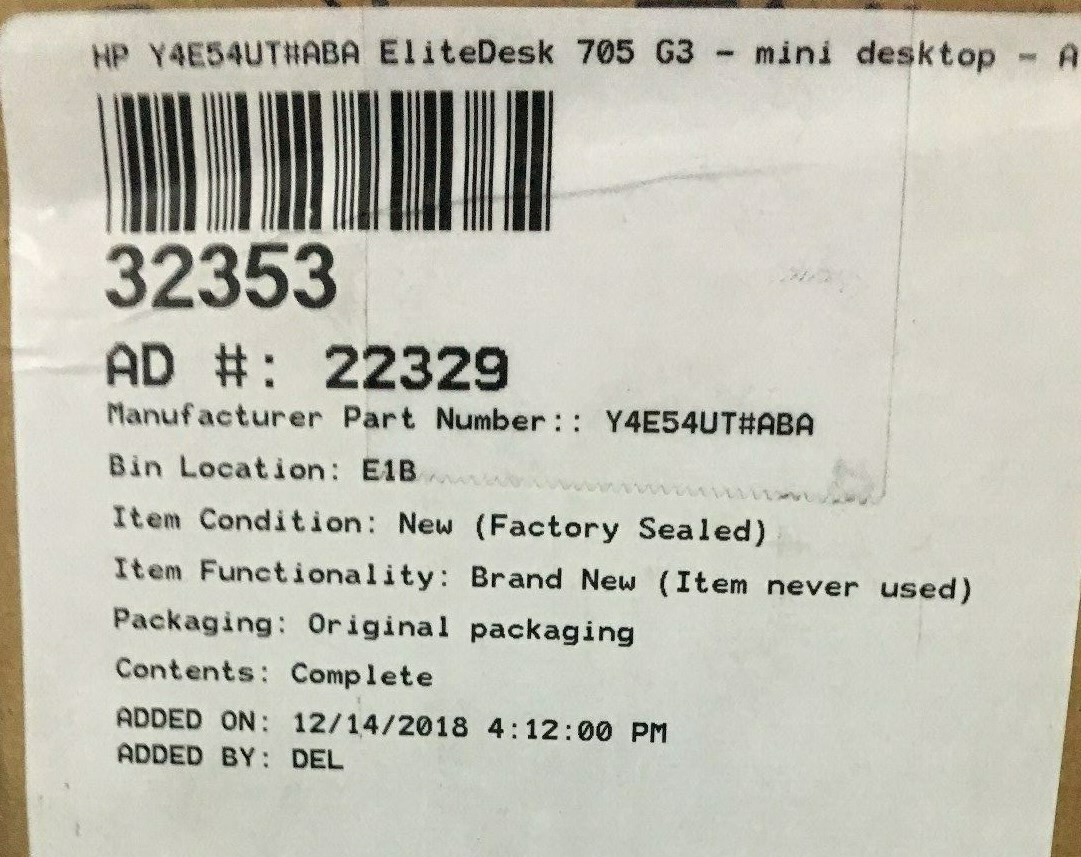 HP Y4E54UT#ABA EliteDesk 705 G3 - mini desktop - A
32353
AD #: 22329
Manufacturer Part Number:: Y4E54UT#ABA
Bin Location: E1B
Item Condition: New (Factory Sealed)
Item Functionality: Brand New (Item never used)
Packaging: Original packaging
Contents: Complete
ADDED ON: 12/14/2018 4:12:00 PM
ADDED BY: DEL